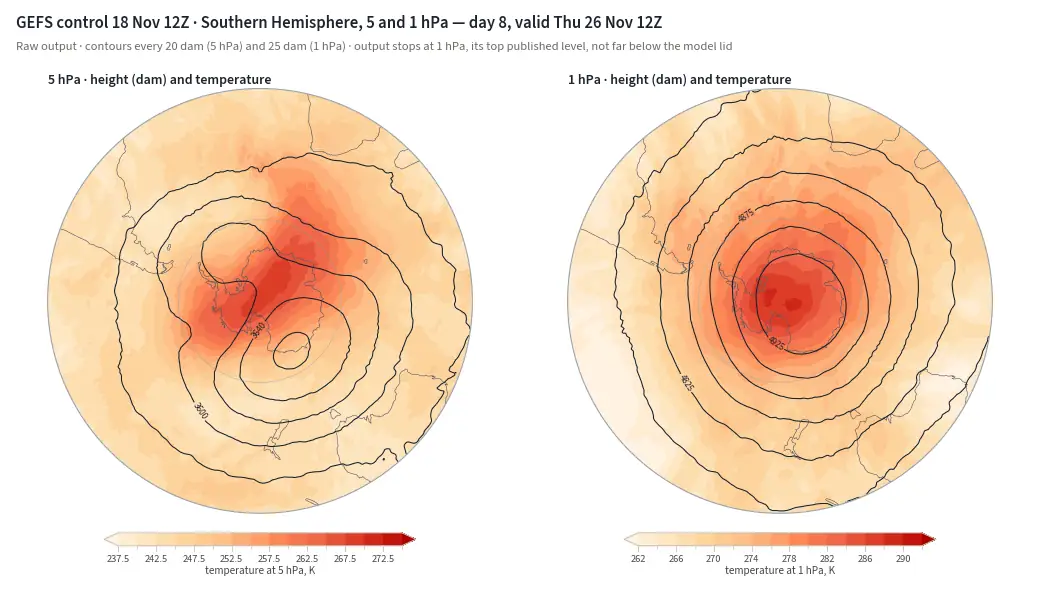 GEFS control 18 Nov 12Z · Southern Hemisphere, 5 and 1 hPa — day 8, valid Thu 26 Nov 12Z
Raw output · contours every 20 dam (5 hPa) and 25 dam (1 hPa) · output stops at 1 hPa, its top published level, not far below the model lid
5 hPa · height (dam) and temperature
1 hPa · height (dam) and temperature
4875
3640
4925
4825
3600
237.5 242.5 247.5 252.5 257.5 262.5 267.5 272.5
temperature at 5 hPa, K
262 266 270 274 278 282 286 290
temperature at 1 hPa, K